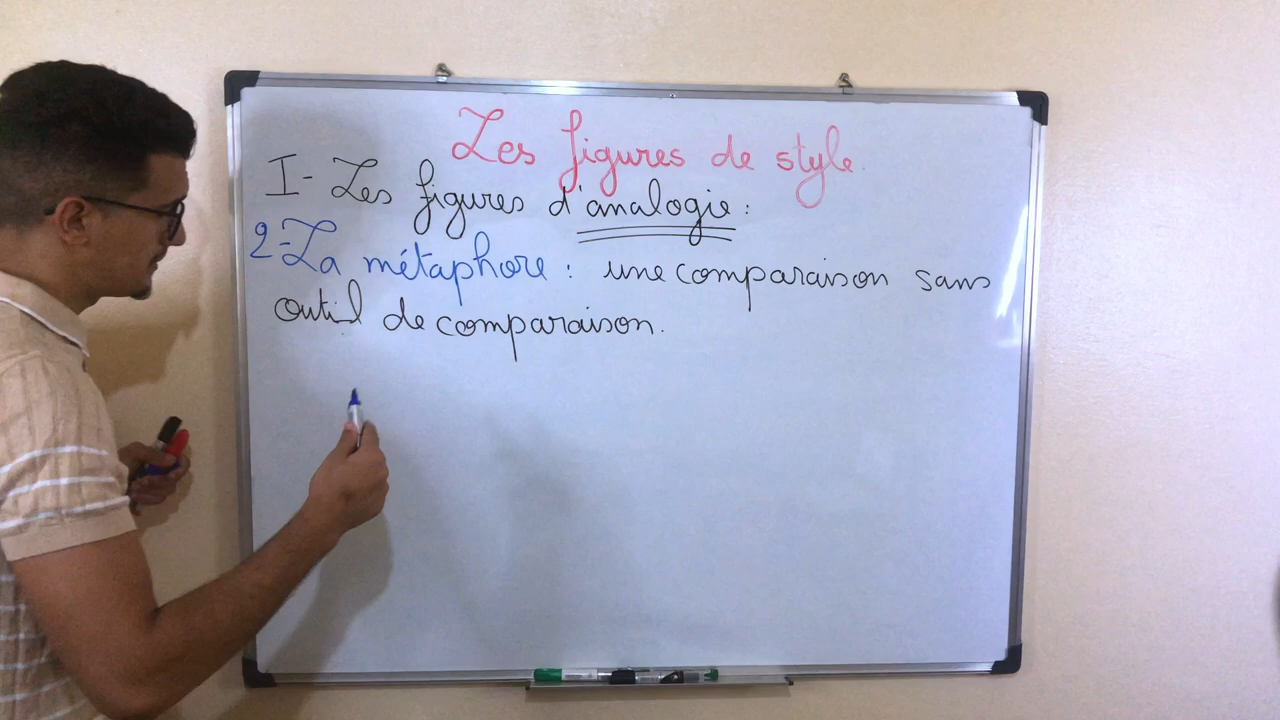 Les figures de style.
I- Les figures d'analogie :
2-La métaphore : une comparaison sans
outil de comparaison.